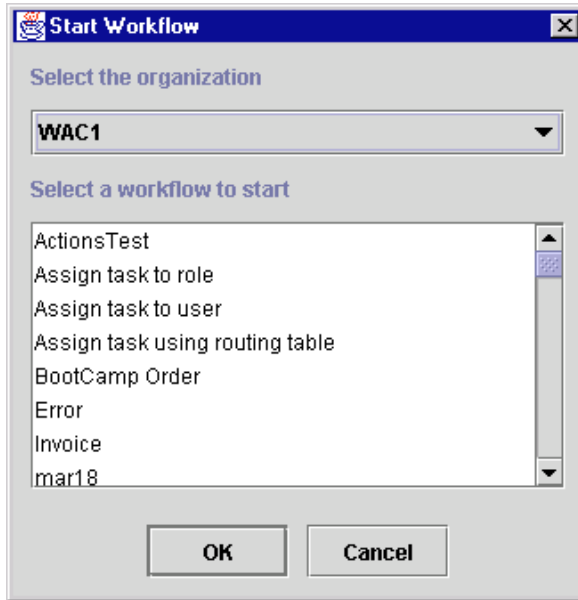 Start Workflow
Select the organization
WAC1
Select a workflow to start
ActionsTest
Assign task to role
Assign task to user
Assign task using routing table
BootCamp Order
Error
Invoice
mar18
OK Cancel